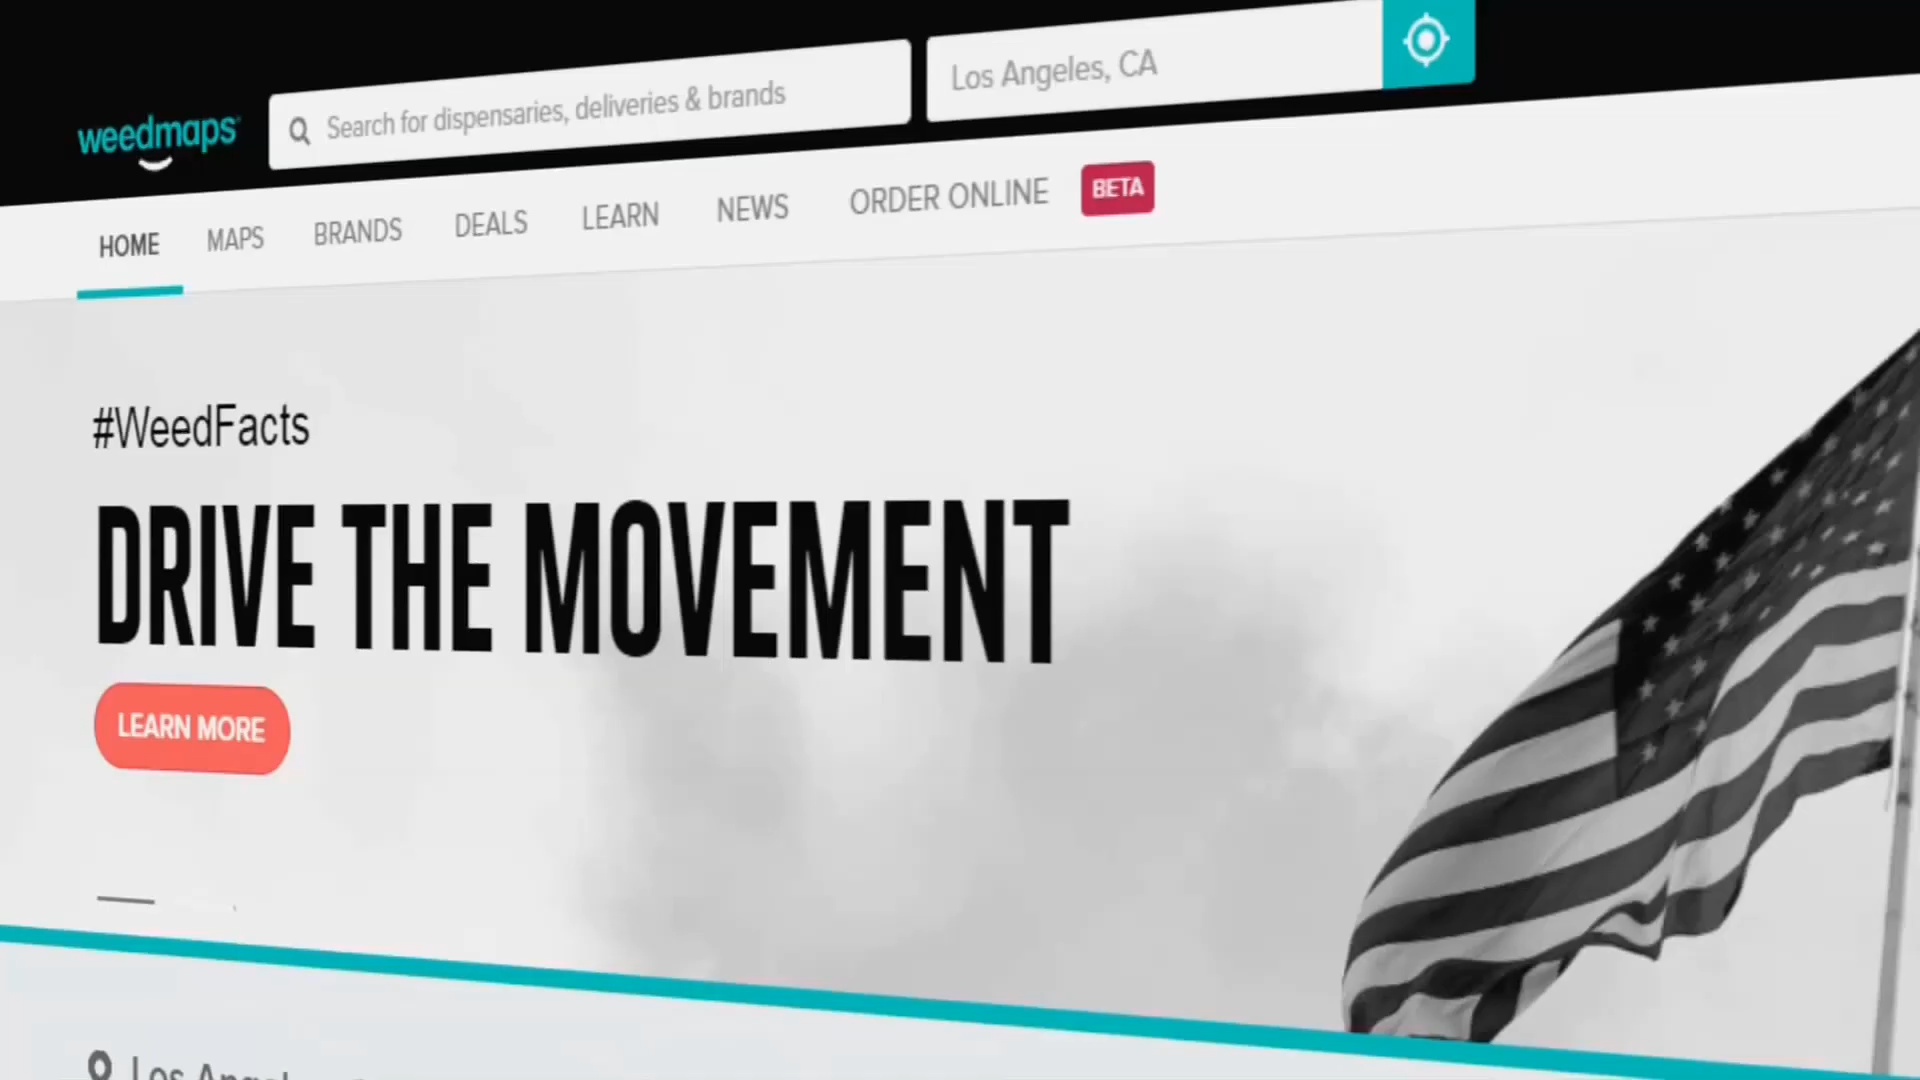 weedmaps
Search for dispensaries, deliveries & brands
Los Angeles, CA
HOME MAPS BRANDS DEALS LEARN NEWS ORDER ONLINE BETA
#WeedFacts
DRIVE THE MOVEMENT
LEARN MORE
Los